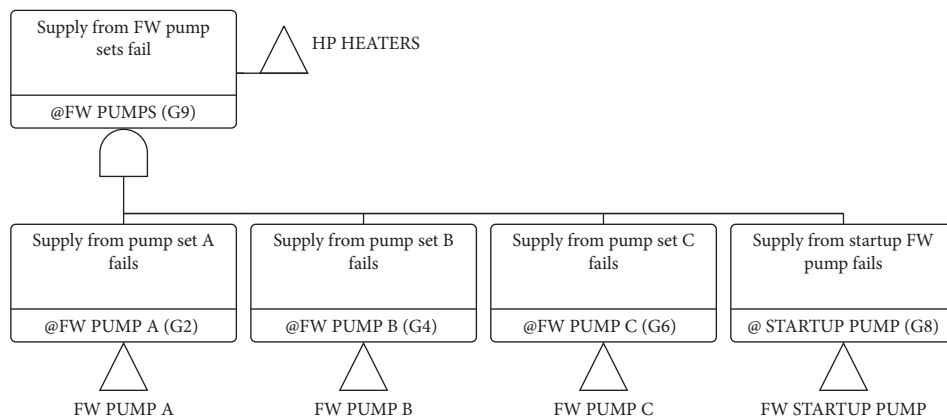 Supply from FW pump
sets fail
HP HEATERS
@FW PUMPS (G9)
Supply from pump set A
fails
@FW PUMP A (G2)
FW PUMP A
Supply from pump set B
fails
@FW PUMP B (G4)
FW PUMP B
Supply from pump set C
fails
@FW PUMP C (G6)
FW PUMP C
Supply from startup FW
pump fails
@ STARTUP PUMP (G8)
FW STARTUP PUMP